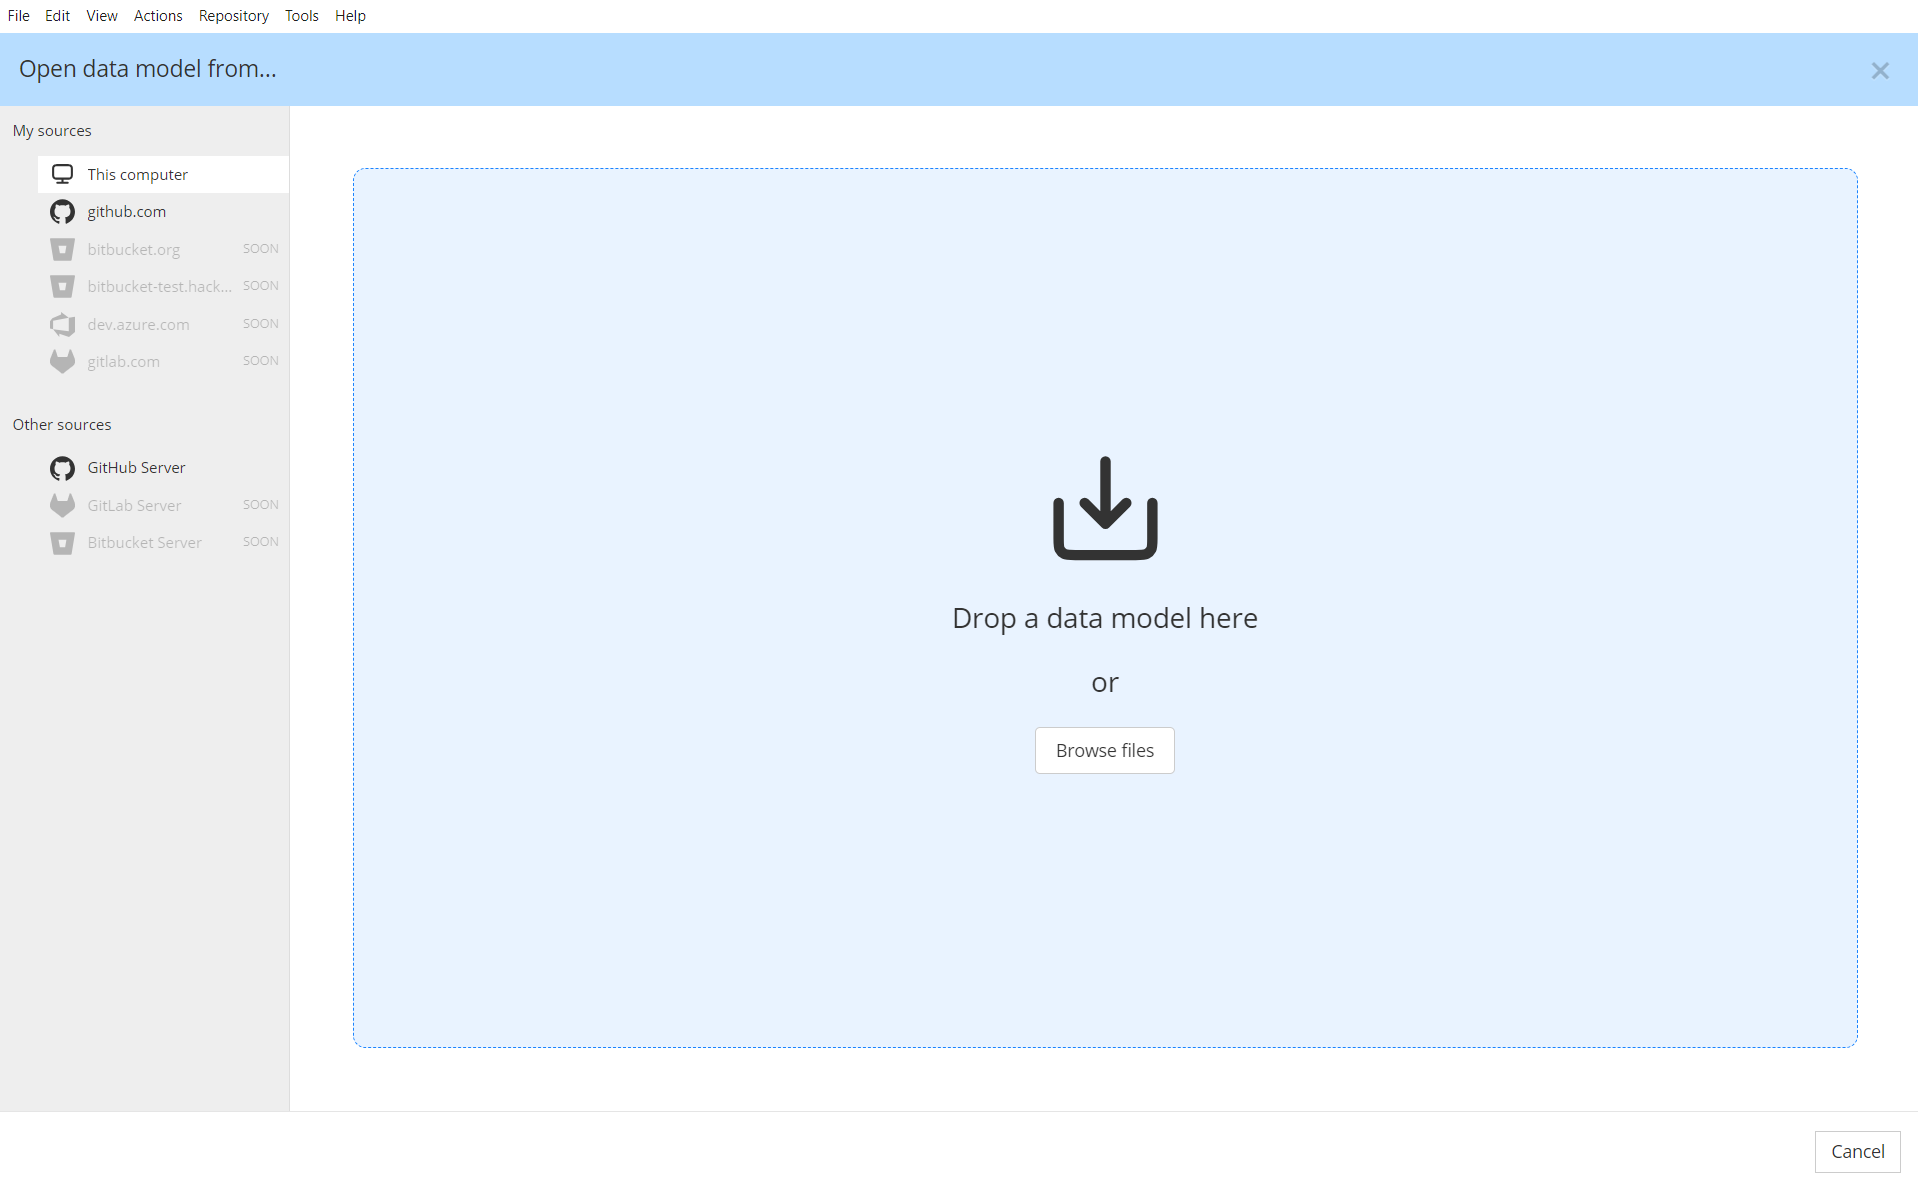 File Edit View Actions Repository Tools Help
Open data model from...
My sources
This computer
github.com
bitbucket.org SOON
bitbucket-test.hack... SOON
dev.azure.com SOON
gitlab.com SOON
Other sources
GitHub Server
GitLab Server SOON
Bitbucket Server SOON
Drop a data model here
or
Browse files
Cancel